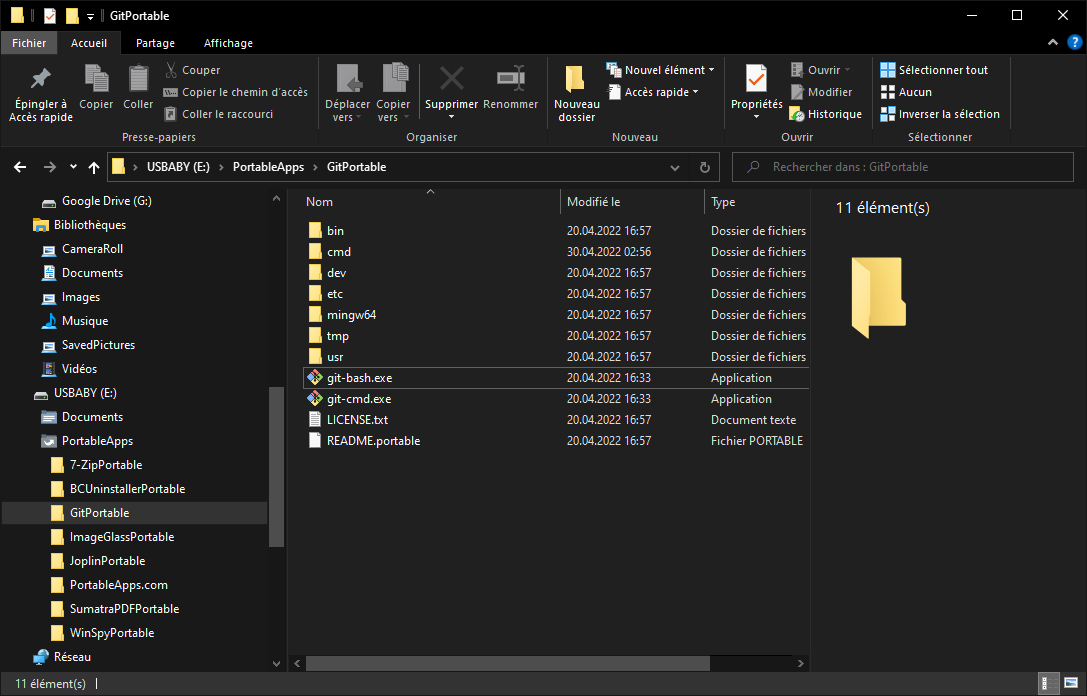 GitPortable
Fichier Accueil Partage Affichage
Épingler à Accès rapide
Copier
Coller
Couper
Copier le chemin d'accès
Coller le raccourci
Presse-papiers
Déplacer vers
Copier vers
Supprimer
Renommer
Organiser
Nouveau dossier
Nouvel élément
Accès rapide
Nouveau
Propriétés
Ouvrir
Modifier
Historique
Ouvrir
Sélectionner tout
Aucun
Inverser la sélection
Sélectionner
USBABY (E:) PortableApps GitPortable
Rechercher dans : GitPortable
Google Drive (G:)
Bibliothèques
CameraRoll
Documents
Images
Musique
SavedPictures
Vidéos
USBABY (E:)
Documents
PortableApps
7-ZipPortable
BCUninstallerPortable
GitPortable
ImageGlassPortable
JoplinPortable
PortableApps.com
SumatraPDFPortable
WinSpyPortable
Réseau
Nom Modifié le Type
bin 20.04.2022 16:57 Dossier de fichiers
cmd 30.04.2022 02:56 Dossier de fichiers
dev 20.04.2022 16:57 Dossier de fichiers
etc 20.04.2022 16:57 Dossier de fichiers
mingw64 20.04.2022 16:57 Dossier de fichiers
tmp 20.04.2022 16:57 Dossier de fichiers
usr 20.04.2022 16:57 Dossier de fichiers
git-bash.exe 20.04.2022 16:33 Application
git-cmd.exe 20.04.2022 16:33 Application
LICENSE.txt 20.04.2022 16:57 Document texte
README.portable 20.04.2022 16:57 Fichier PORTABLE
11 élément(s)
11 élément(s)